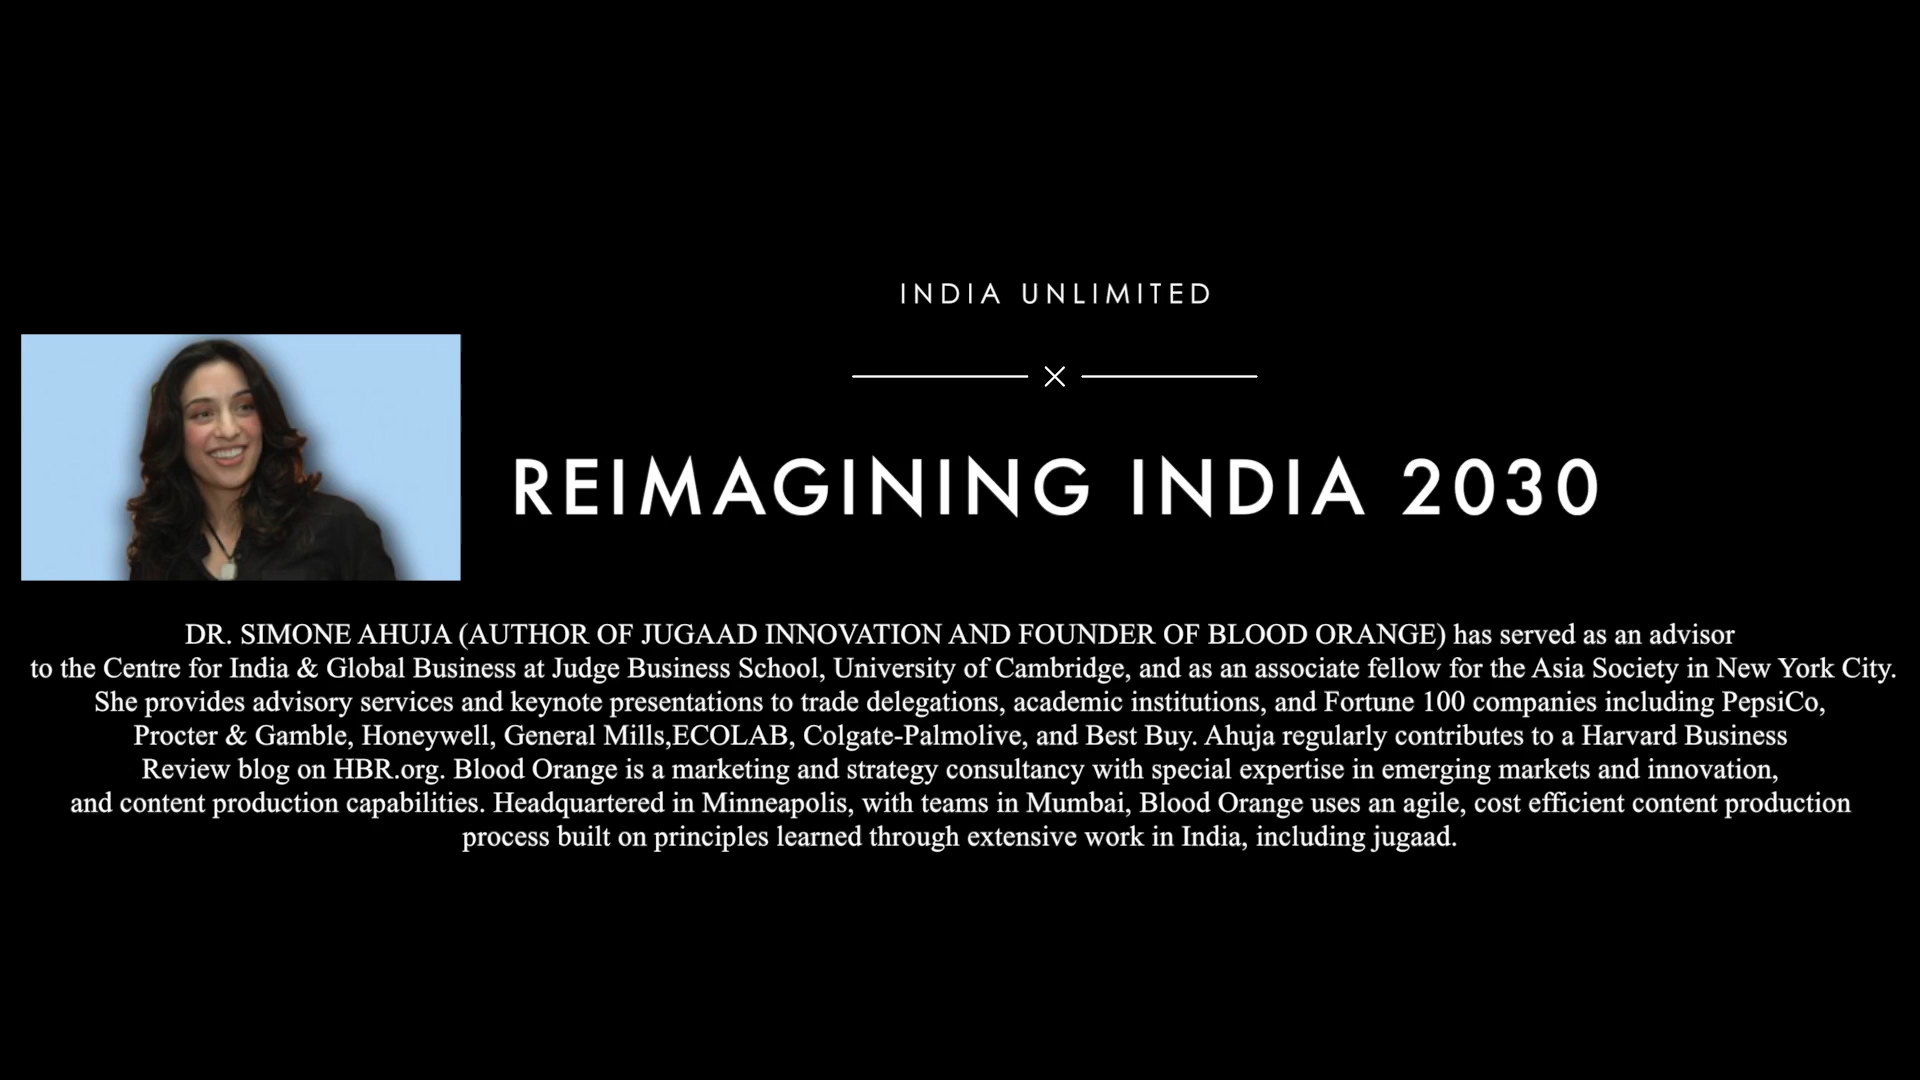 INDIA UNLIMITED
REIMAGINING INDIA 2030
DR. SIMONE AHUJA (AUTHOR OF JUGAAD INNOVATION AND FOUNDER OF BLOOD ORANGE) has served as an advisor
to the Centre for India & Global Business at Judge Business School, University of Cambridge, and as an associate fellow for the Asia Society in New York City.
She provides advisory services and keynote presentations to trade delegations, academic institutions, and Fortune 100 companies including PepsiCo,
Procter & Gamble, Honeywell, General Mills,ECOLAB, Colgate-Palmolive, and Best Buy. Ahuja regularly contributes to a Harvard Business
Review blog on HBR.org. Blood Orange is a marketing and strategy consultancy with special expertise in emerging markets and innovation,
and content production capabilities. Headquartered in Minneapolis, with teams in Mumbai, Blood Orange uses an agile, cost efficient content production
process built on principles learned through extensive work in India, including jugaad.